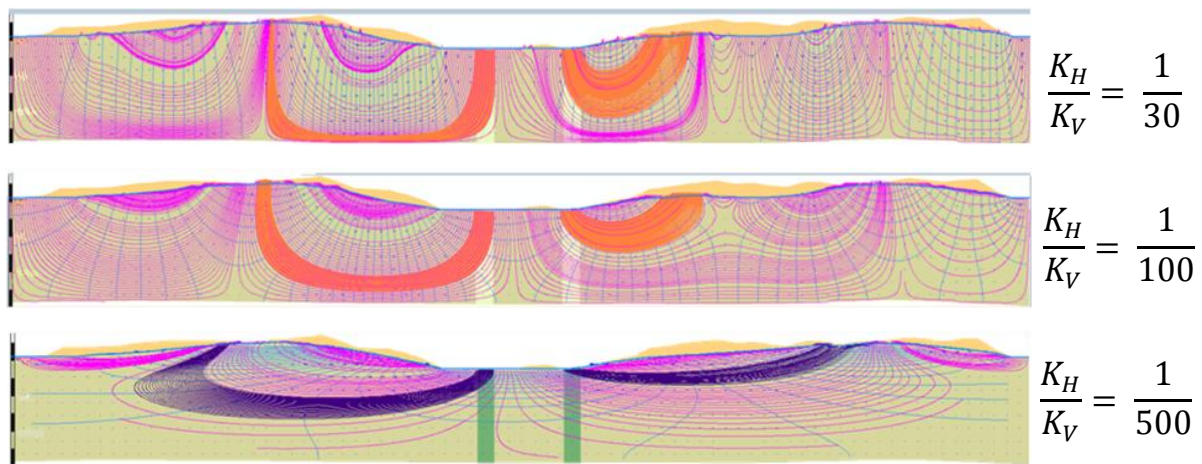 K_H / K_V = 1 / 30
K_H / K_V = 1 / 100
K_H / K_V = 1 / 500